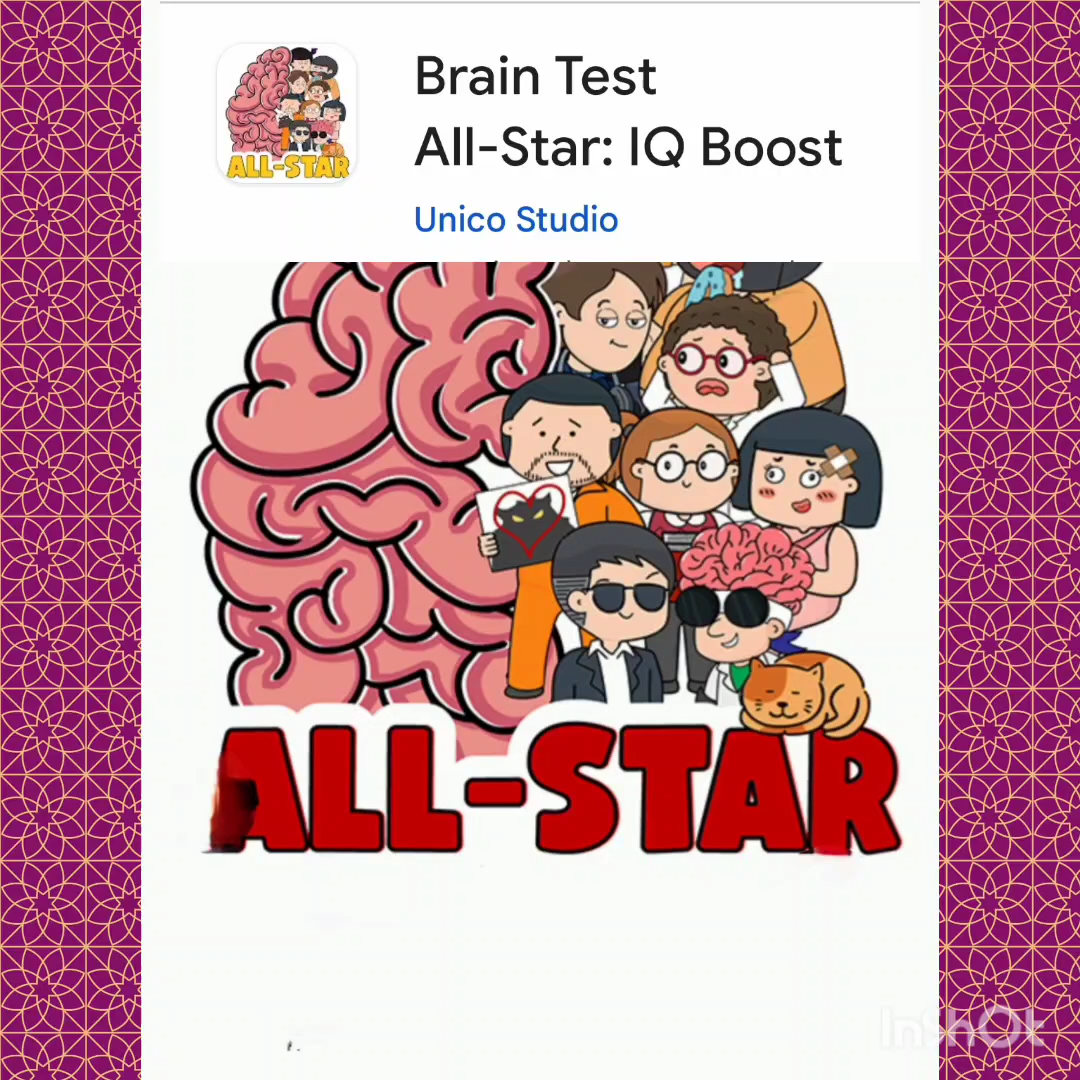 ALL-STAR
Brain Test
All-Star: IQ Boost
Unico Studio
ALL-STAR
InShOt